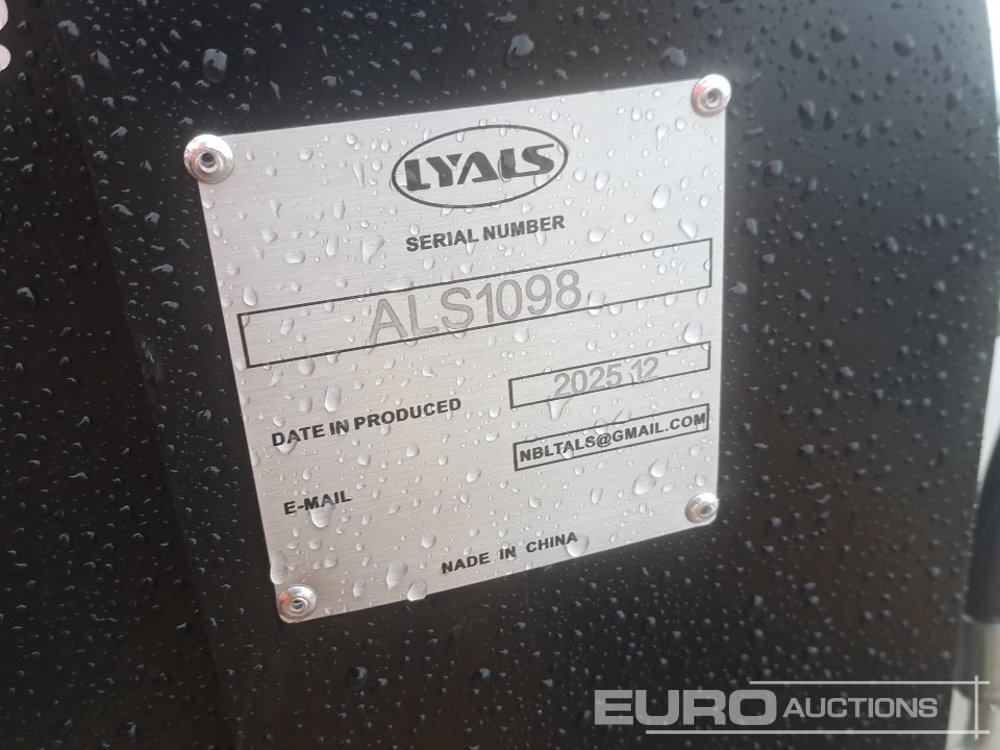 LYALS
SERIAL NUMBER
ALS1098
DATE IN PRODUCED
2025 12
E-MAIL
NBLTALS@GMAIL.COM
NADE IN CHINA
EURO AUCTIONS